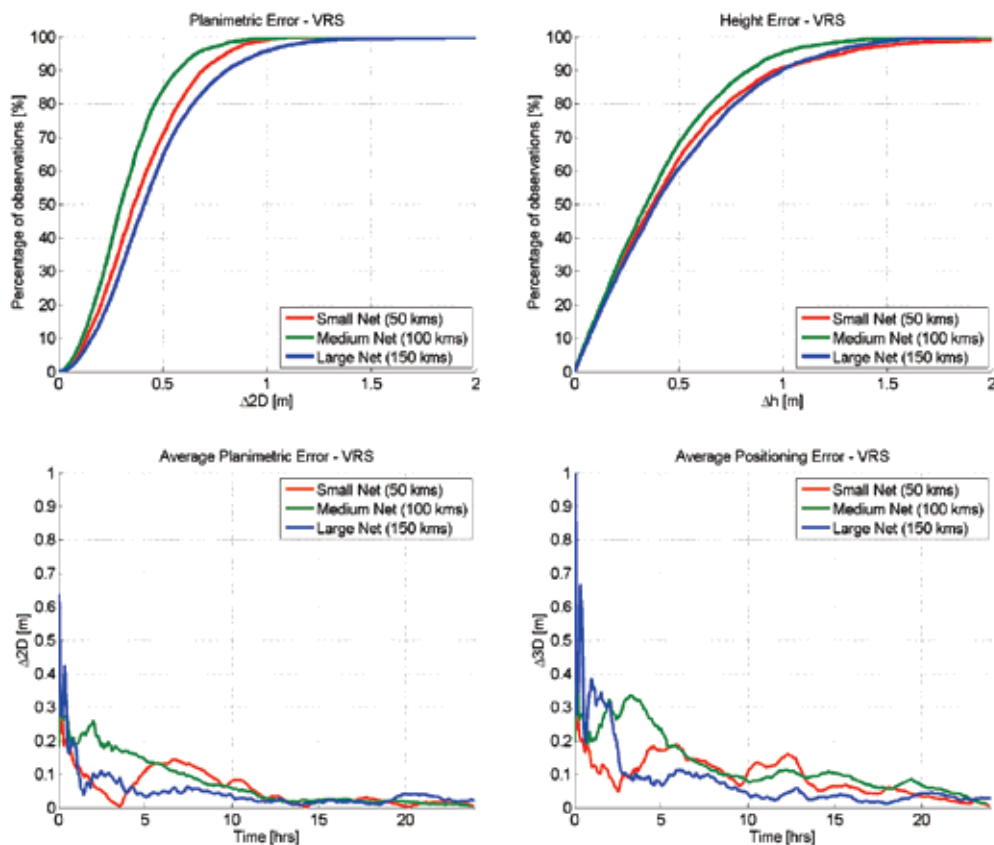 Planimetric Error - VRS
Percentage of observations [%]
100
90
80
70
60
50
40
30
20
10
0
0 0.5 1 1.5 2
Δ2D [m]
Small Net (50 kms)
Medium Net (100 kms)
Large Net (150 kms)
Height Error - VRS
Percentage of observations [%]
100
90
80
70
60
50
40
30
20
10
0
0 0.5 1 1.5 2
Δh [m]
Small Net (50 kms)
Medium Net (100 kms)
Large Net (150 kms)
Average Planimetric Error - VRS
Δ2D [m]
1
0.9
0.8
0.7
0.6
0.5
0.4
0.3
0.2
0.1
0
0 5 10 15 20
Time [hrs]
Small Net (50 kms)
Medium Net (100 kms)
Large Net (150 kms)
Average Positioning Error - VRS
Δ3D [m]
1
0.9
0.8
0.7
0.6
0.5
0.4
0.3
0.2
0.1
0
0 5 10 15 20
Time [hrs]
Small Net (50 kms)
Medium Net (100 kms)
Large Net (150 kms)